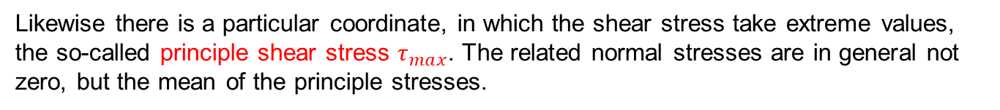 Likewise there is a particular coordinate, in which the shear stress take extreme values,
the so-called principle shear stress τmax. The related normal stresses are in general not
zero, but the mean of the principle stresses.